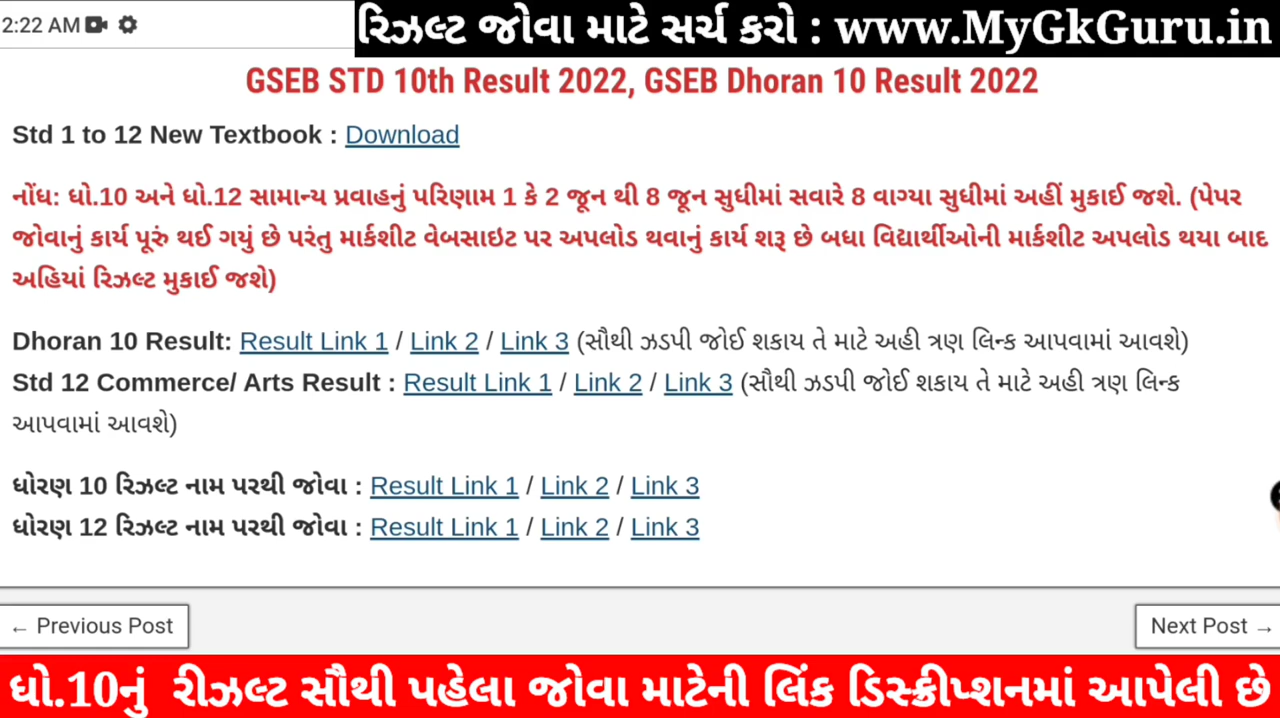 2:22 AM
રિઝલ્ટ જોવા માટે સર્ચ કરો : www.MyGkGuru.in
GSEB STD 10th Result 2022, GSEB Dhoran 10 Result 2022
Std 1 to 12 New Textbook : Download
નોંધ: ધો.10 અને ધો.12 સામાન્ય પ્રવાહનું પરિણામ 1 કે 2 જૂન થી 8 જૂન સુધીમાં સવારે 8 વાગ્યા સુધીમાં અહીં મુકાઈ જશે. (પેપર
જોવાનું કાર્ય પૂરું થઈ ગયું છે પરંતુ માર્કશીટ વેબસાઇટ પર અપલોડ થવાનું કાર્ય શરૂ છે બધા વિદ્યાર્થીઓની માર્કશીટ અપલોડ થયા બાદ
અહિયાં રિઝલ્ટ મુકાઈ જશે)
Dhoran 10 Result: Result Link 1 / Link 2 / Link 3 (સૌથી ઝડપી જોઈ શકાય તે માટે અહી ત્રણ લિન્ક આપવામાં આવશે)
Std 12 Commerce/ Arts Result : Result Link 1 / Link 2 / Link 3 (સૌથી ઝડપી જોઈ શકાય તે માટે અહી ત્રણ લિન્ક
આપવામાં આવશે)
ધોરણ 10 રિઝલ્ટ નામ પરથી જોવા : Result Link 1 / Link 2 / Link 3
ધોરણ 12 રિઝલ્ટ નામ પરથી જોવા : Result Link 1 / Link 2 / Link 3
← Previous Post
Next Post →
ધો.10નું રીઝલ્ટ સૌથી પહેલા જોવા માટેની લિંક ડિસ્ક્રીપ્શનમાં આપેલી છે